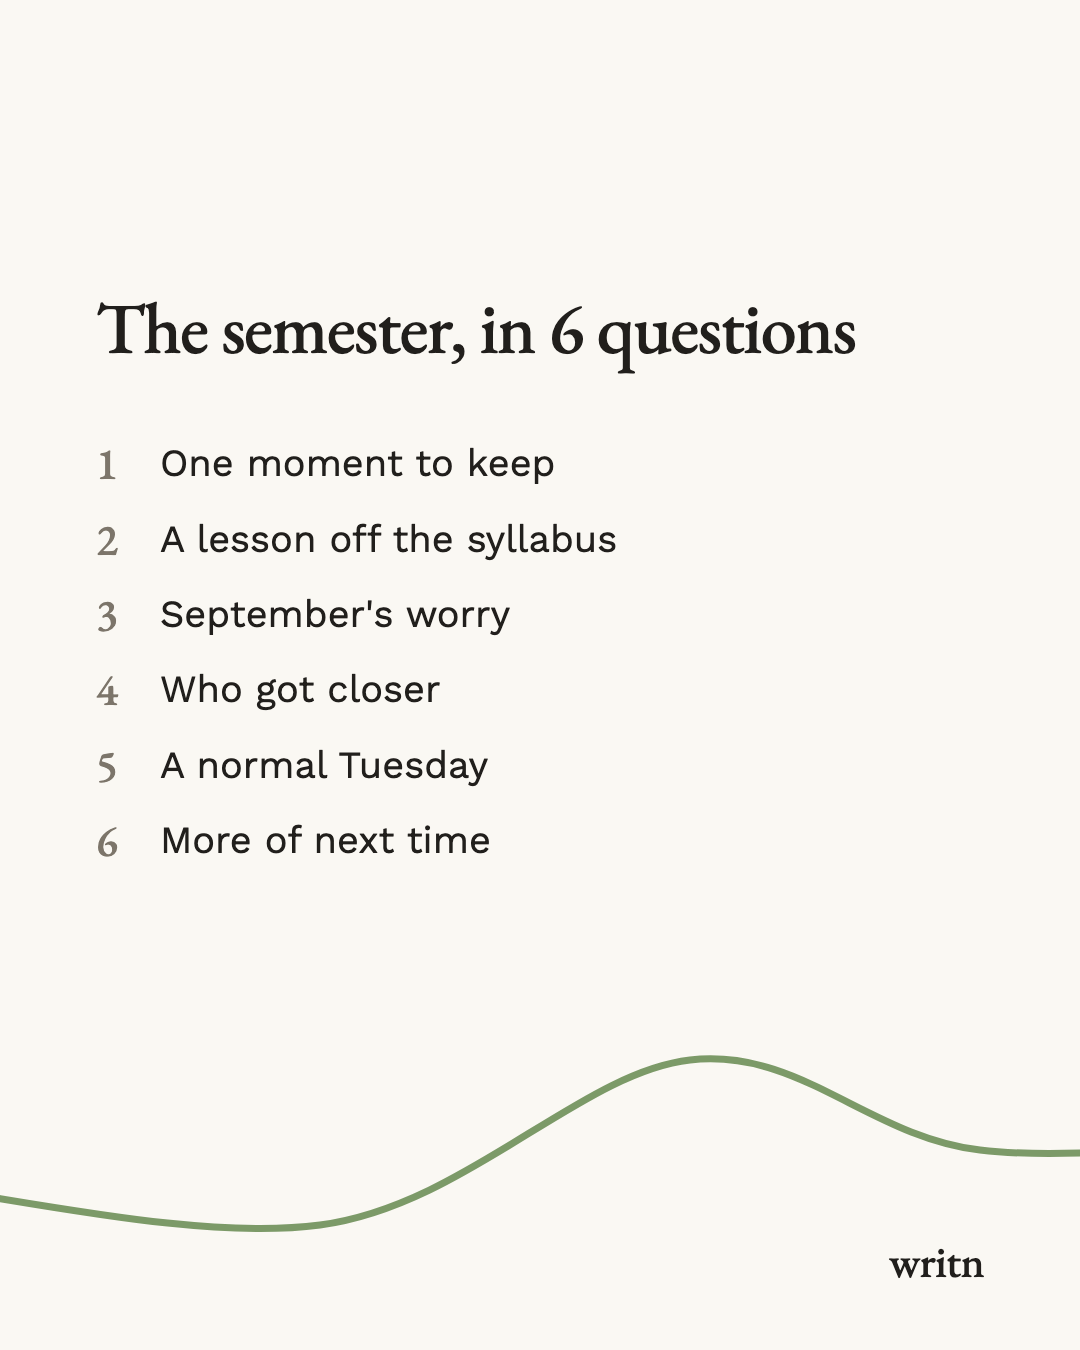 The semester, in 6 questions
1 One moment to keep
2 A lesson off the syllabus
3 September's worry
4 Who got closer
5 A normal Tuesday
6 More of next time
writn